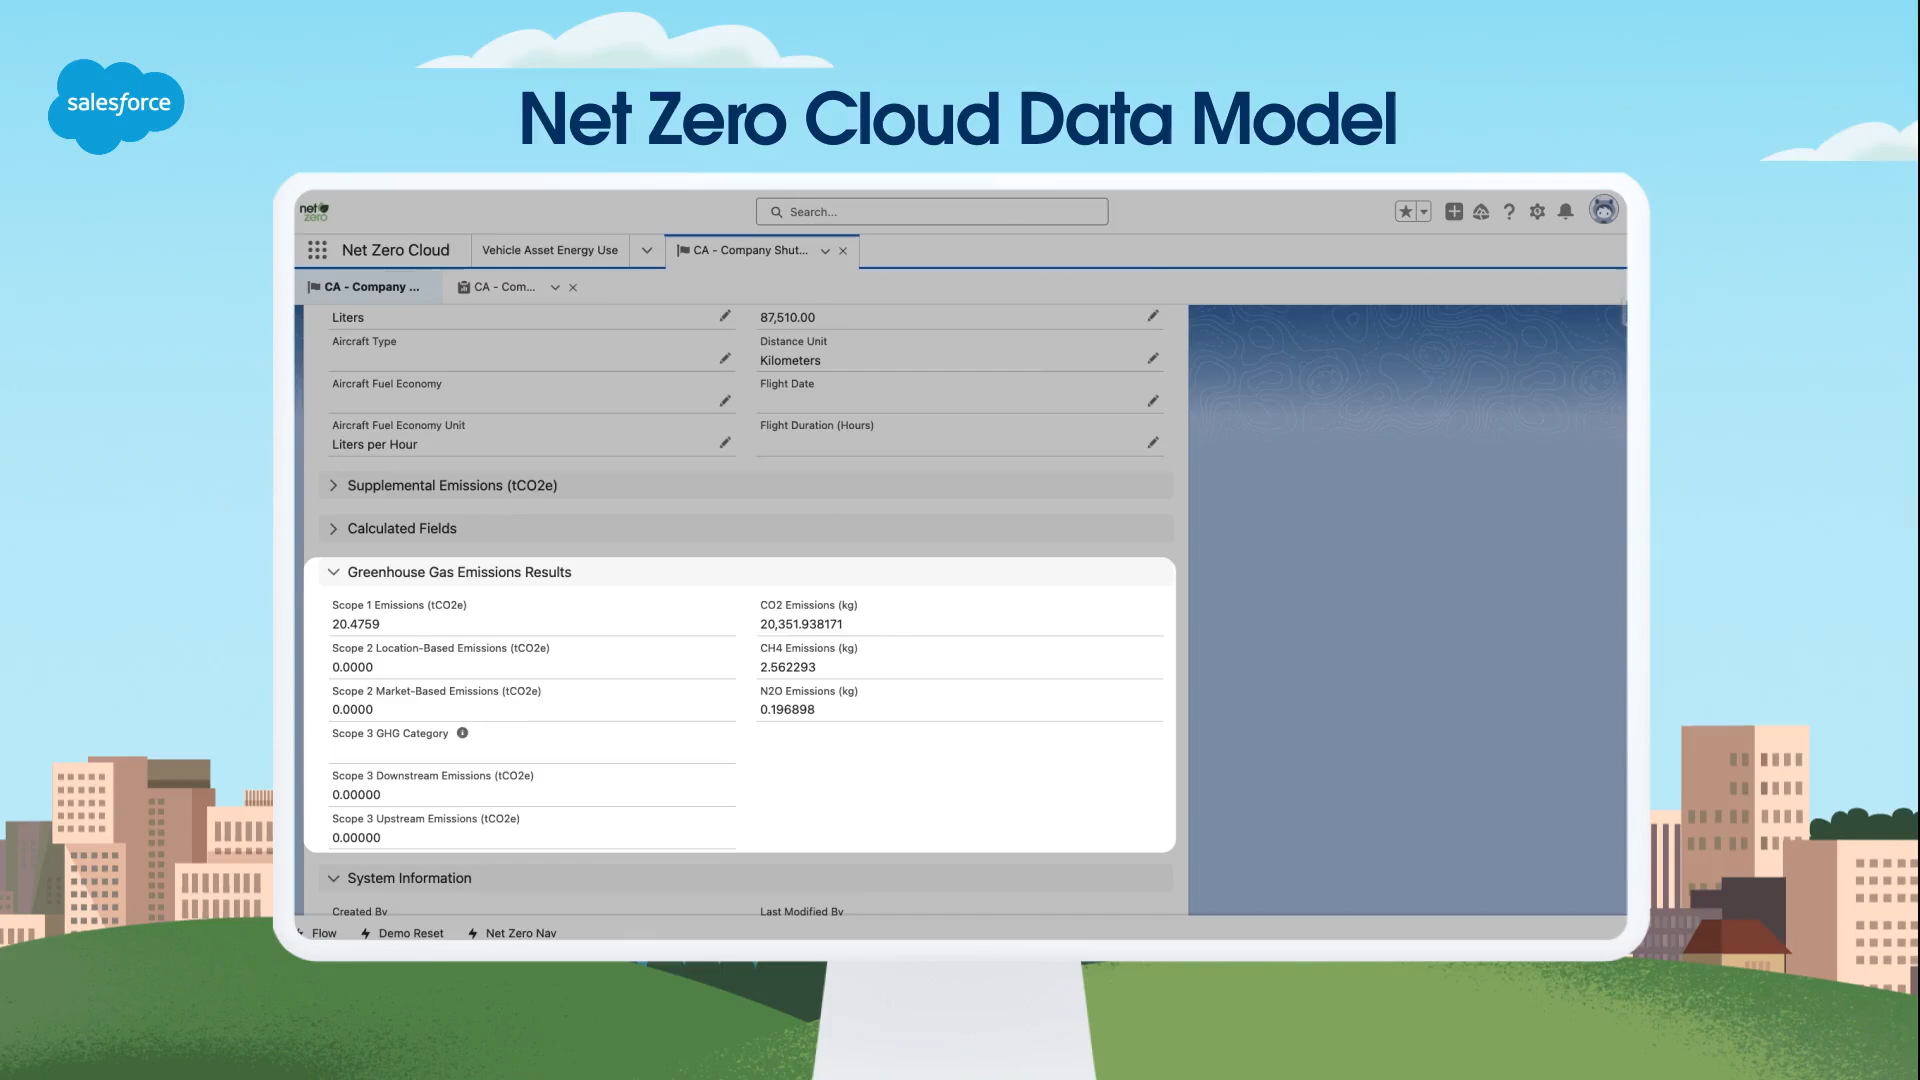 salesforce
Net Zero Cloud Data Model
net zero
Search...
Net Zero Cloud
Vehicle Asset Energy Use
CA - Company Shut...
CA - Company ...
CA - Com...
Liters
87,510.00
Aircraft Type
Distance Unit
Kilometers
Aircraft Fuel Economy
Flight Date
Aircraft Fuel Economy Unit
Flight Duration (Hours)
Liters per Hour
Supplemental Emissions (tCO2e)
Calculated Fields
Greenhouse Gas Emissions Results
Scope 1 Emissions (tCO2e)
CO2 Emissions (kg)
20.4759
20,351.938171
Scope 2 Location-Based Emissions (tCO2e)
CH4 Emissions (kg)
0.0000
2.562293
Scope 2 Market-Based Emissions (tCO2e)
N2O Emissions (kg)
0.0000
0.196898
Scope 3 GHG Category
Scope 3 Downstream Emissions (tCO2e)
0.00000
Scope 3 Upstream Emissions (tCO2e)
0.00000
System Information
Created By
Last Modified By
Flow
Demo Reset
Net Zero Nav